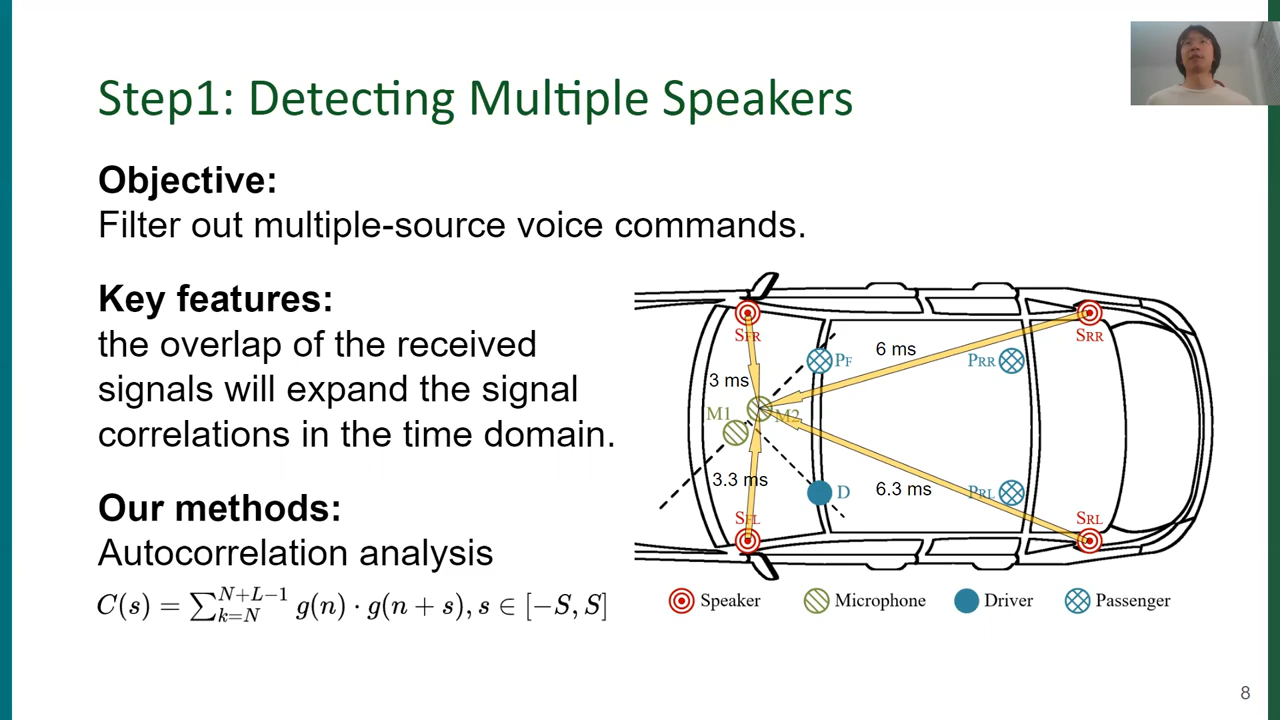 Step1: Detecting Multiple Speakers
Objective:
Filter out multiple-source voice commands.
Key features:
the overlap of the received
signals will expand the signal
correlations in the time domain.
Our methods:
Autocorrelation analysis
C(s) = ∑_{k=N}^{N+L−1} g(n) · g(n + s), s ∈ [−S, S]
SFR
SRR
6 ms
PF
PRR
3 ms
M1
M2
3.3 ms
6.3 ms
D
PRL
SFL
SRL
Speaker
Microphone
Driver
Passenger
8